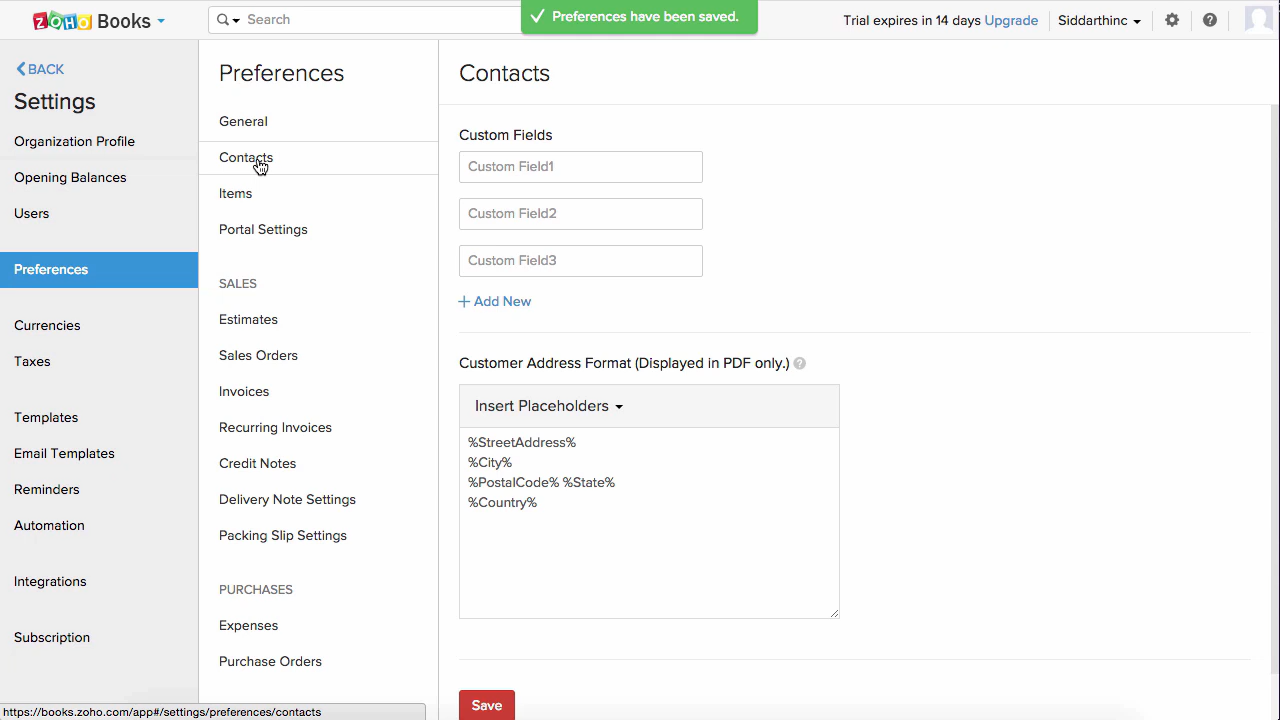 ZOHO Books
Search
Preferences have been saved.
Trial expires in 14 days Upgrade
Siddarthinc
BACK
Settings
Organization Profile
Opening Balances
Users
Preferences
Currencies
Taxes
Templates
Email Templates
Reminders
Automation
Integrations
Subscription
Preferences
General
Contacts
Items
Portal Settings
SALES
Estimates
Sales Orders
Invoices
Recurring Invoices
Credit Notes
Delivery Note Settings
Packing Slip Settings
PURCHASES
Expenses
Purchase Orders
Contacts
Custom Fields
Custom Field1
Custom Field2
Custom Field3
+ Add New
Customer Address Format (Displayed in PDF only.) ?
Insert Placeholders
%StreetAddress%
%City%
%PostalCode% %State%
%Country%
Save
https://books.zoho.com/app#/settings/preferences/contacts